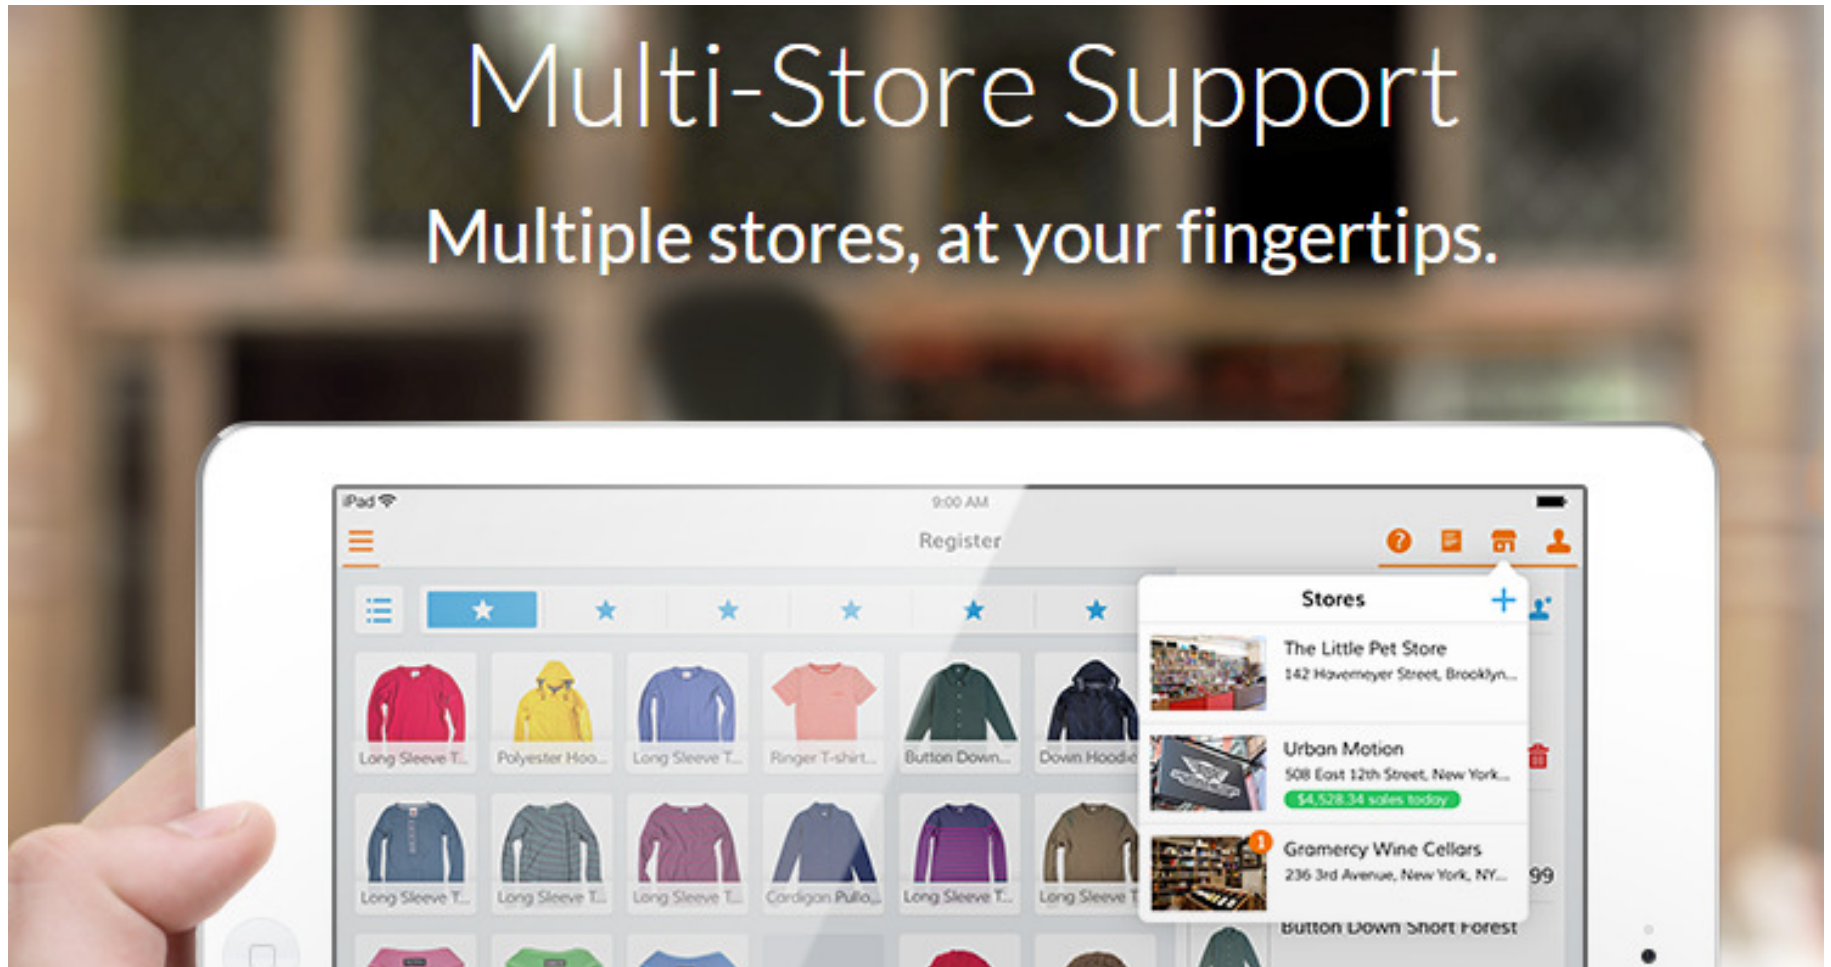 Multi-Store Support
Multiple stores, at your fingertips.
iPad
9:00 AM
Register
Stores
The Little Pet Store
142 Havemeyer Street, Brooklyn...
Urban Motion
508 East 12th Street, New York...
$4,528.34 sales today
1
Gramercy Wine Cellars
236 3rd Avenue, New York, NY...
Long Sleeve T...
Polyester Hoo...
Long Sleeve T...
Ringer T-shirt...
Button Down...
Down Hoodie
Long Sleeve T...
Long Sleeve T...
Long Sleeve T...
Cardigan Pullo...
Long Sleeve T...
Long Sleeve T
99
Button Down Short Forest